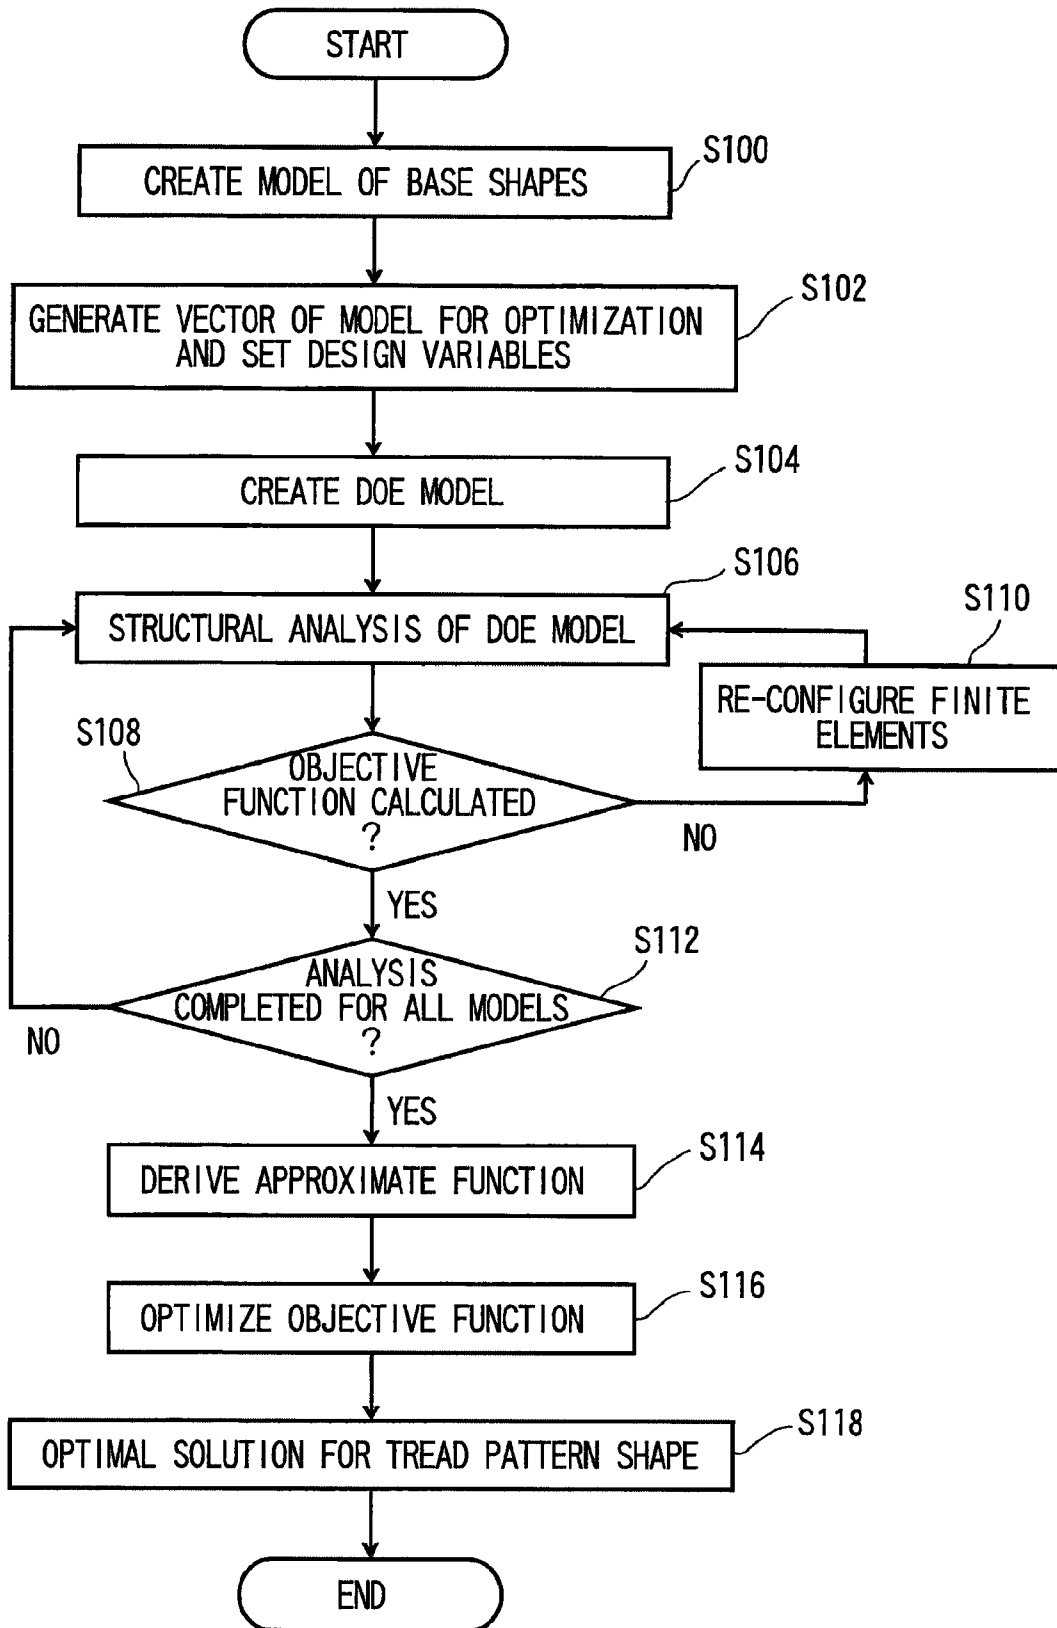 START
S100
CREATE MODEL OF BASE SHAPES
S102
GENERATE VECTOR OF MODEL FOR OPTIMIZATION
AND SET DESIGN VARIABLES
S104
CREATE DOE MODEL
S106
STRUCTURAL ANALYSIS OF DOE MODEL
S110
RE-CONFIGURE FINITE
ELEMENTS
S108
OBJECTIVE
FUNCTION CALCULATED
?
NO
YES
S112
ANALYSIS
COMPLETED FOR ALL MODELS
?
NO
YES
S114
DERIVE APPROXIMATE FUNCTION
S116
OPTIMIZE OBJECTIVE FUNCTION
S118
OPTIMAL SOLUTION FOR TREAD PATTERN SHAPE
END